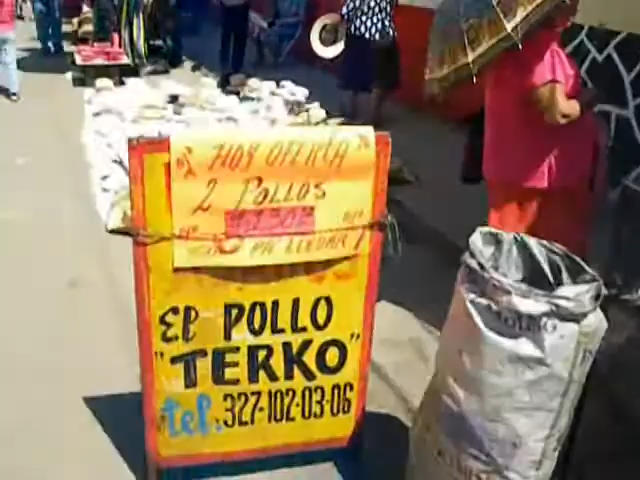 HOY OFERTA
2 POLLOS
PA' LLEVAR
El POLLO
"TERKO"
tel. 327-102-03-06